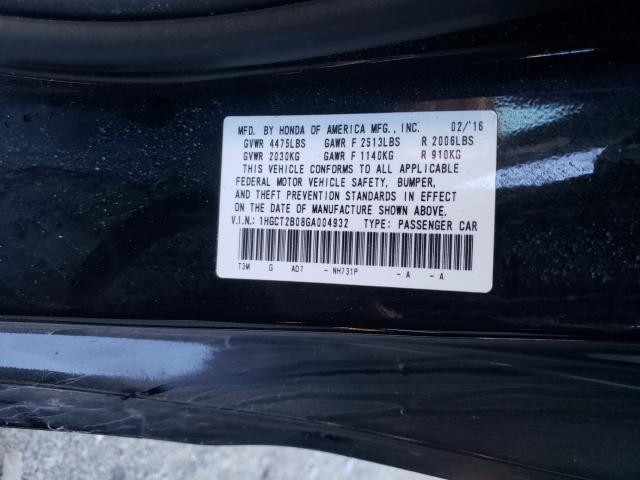 MFD. BY HONDA OF AMERICA MFG., INC. 02/'16
GVWR 4475LBS GAWR F 2513LBS R 2006LBS
GVWR 2030KG GAWR F 1140KG R 910KG
THIS VEHICLE CONFORMS TO ALL APPLICABLE
FEDERAL MOTOR VEHICLE SAFETY, BUMPER,
AND THEFT PREVENTION STANDARDS IN EFFECT
ON THE DATE OF MANUFACTURE SHOWN ABOVE.
V.I.N.: 1HGCT2B08GA004932 TYPE: PASSENGER CAR
T3M G AD7 - NH731P - A - A